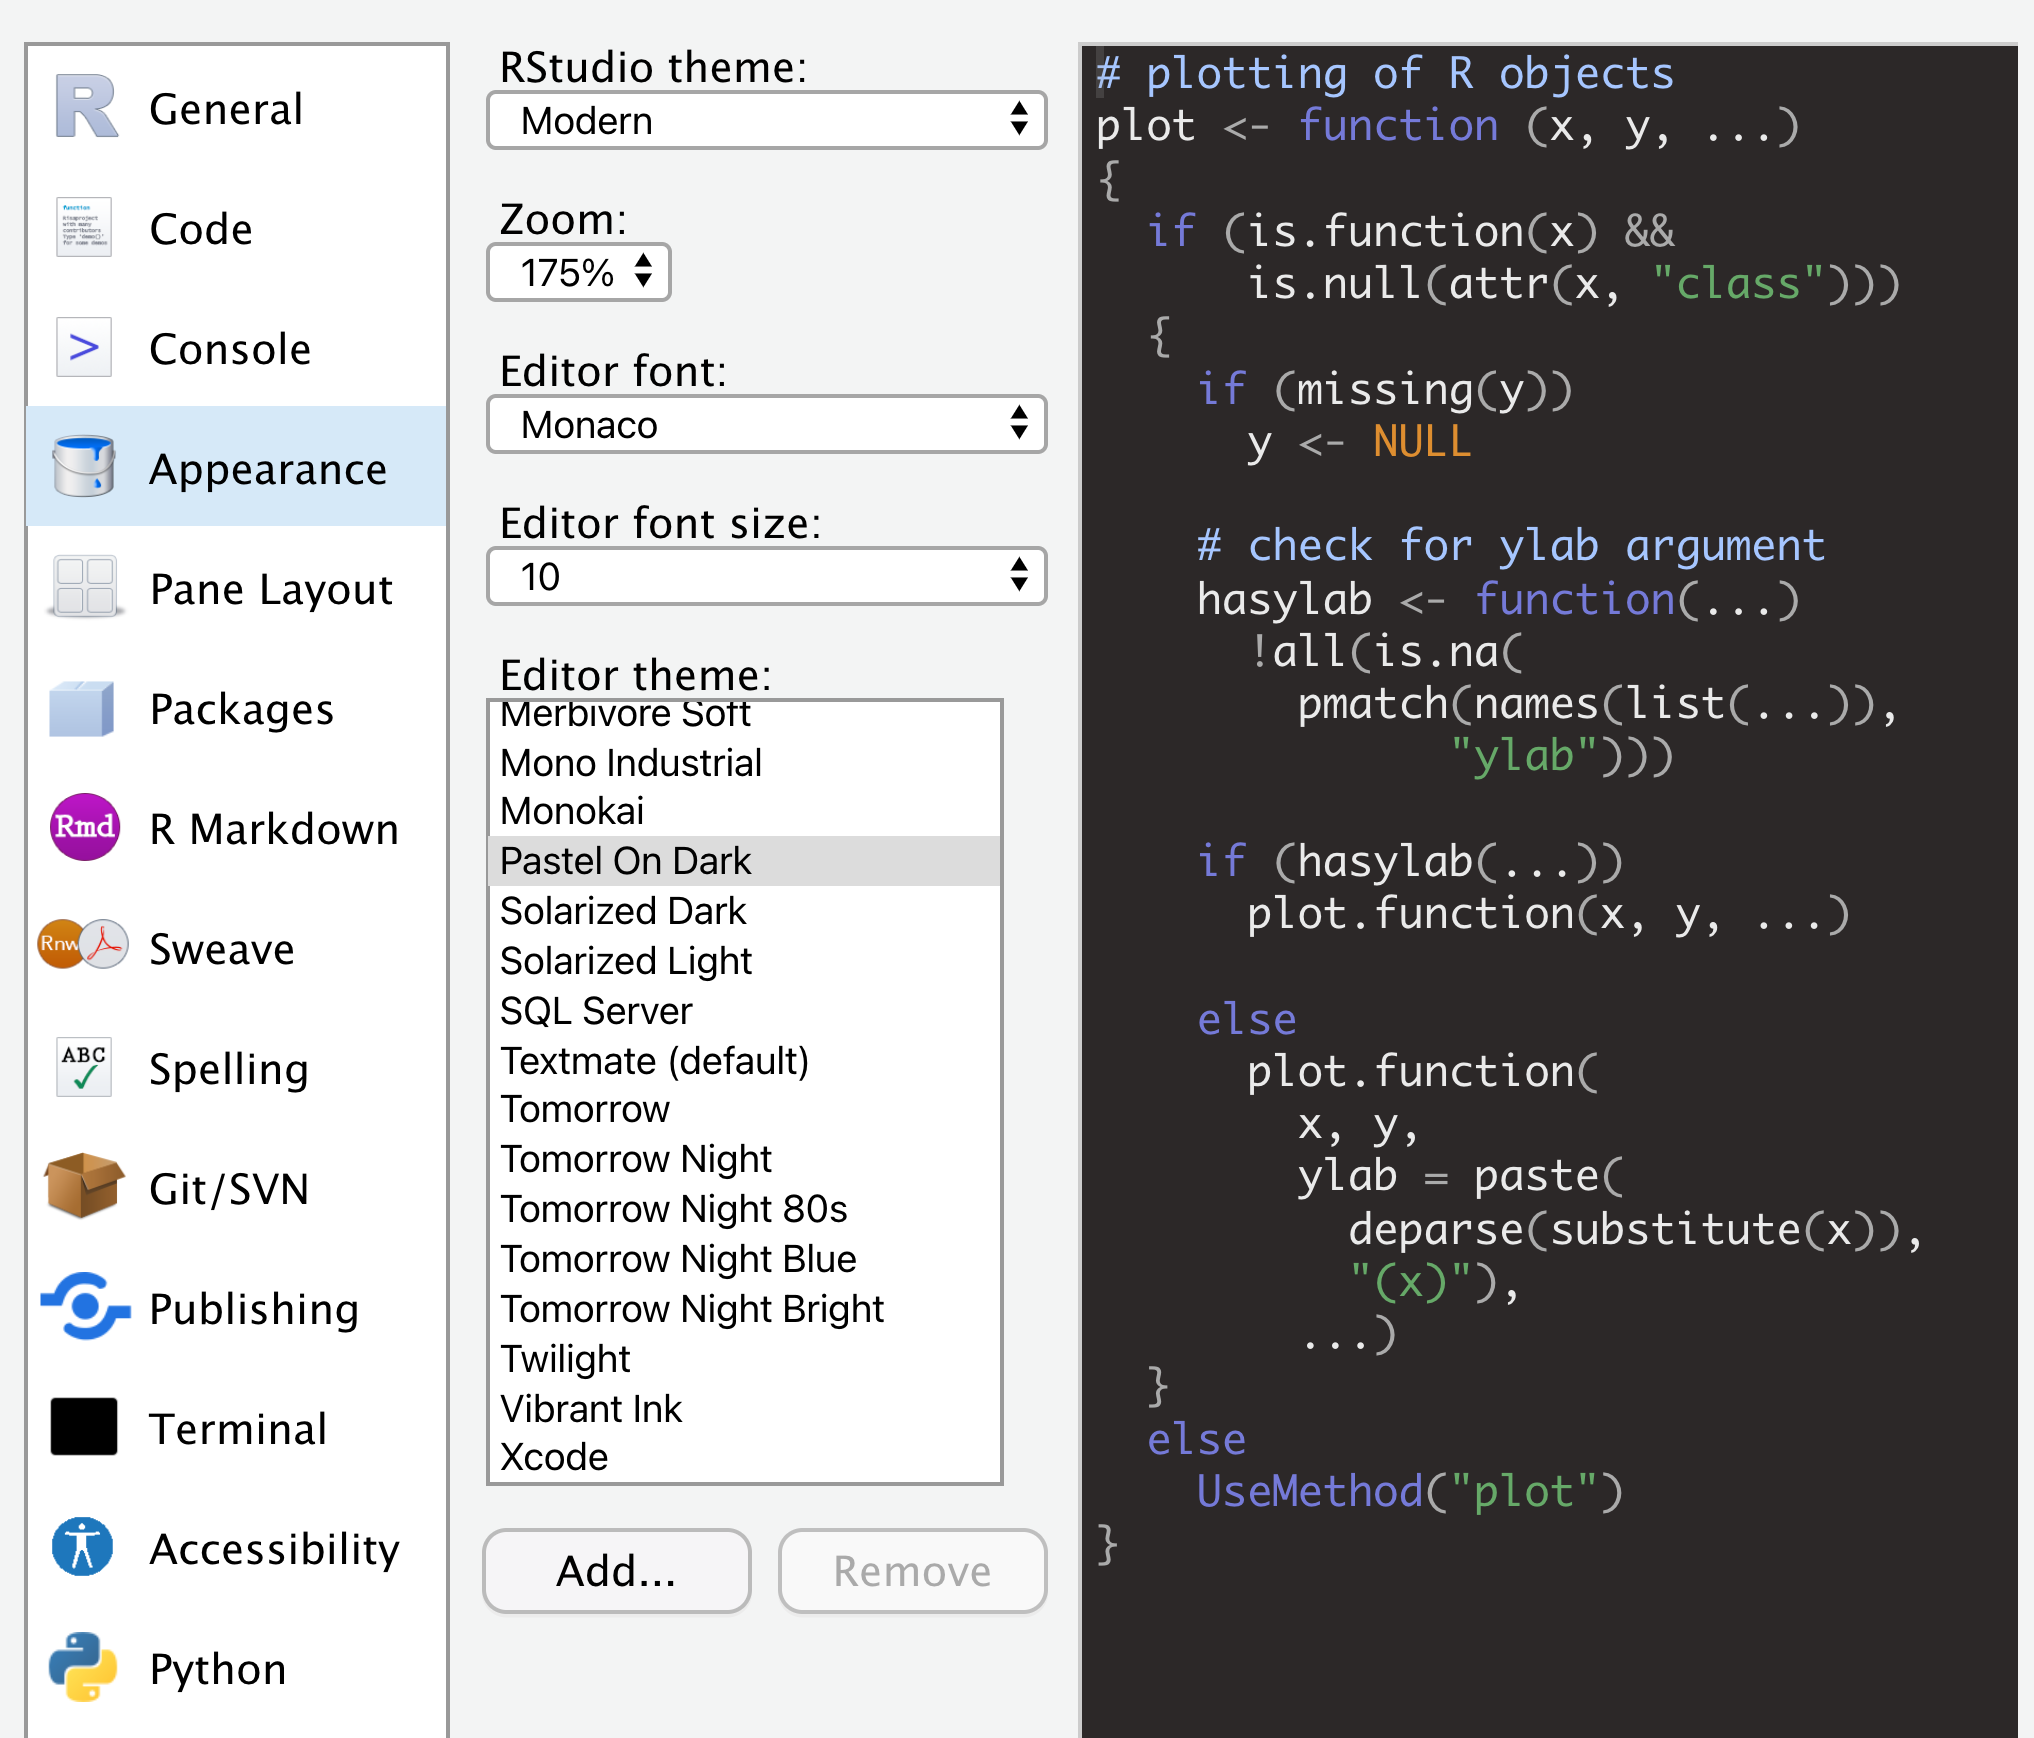 General
Code
Console
Appearance
Pane Layout
Packages
Rmd
R Markdown
Rnw
Sweave
ABC
Spelling
Git/SVN
Publishing
Terminal
Accessibility
Python
RStudio theme:
Modern
Zoom:
175%
Editor font:
Monaco
Editor font size:
10
Editor theme:
Merbivore Soft
Mono Industrial
Monokai
Pastel On Dark
Solarized Dark
Solarized Light
SQL Server
Textmate (default)
Tomorrow
Tomorrow Night
Tomorrow Night 80s
Tomorrow Night Blue
Tomorrow Night Bright
Twilight
Vibrant Ink
Xcode
Add...
Remove
# plotting of R objects
plot <- function (x, y, ...)
{
  if (is.function(x) &&
      is.null(attr(x, "class")))
  {
    if (missing(y))
      y <- NULL
    # check for ylab argument
    hasylab <- function(...)
      !all(is.na(
        pmatch(names(list(...)),
              "ylab")))
    if (hasylab(...))
      plot.function(x, y, ...)
    else
      plot.function(
        x, y,
        ylab = paste(
          deparse(substitute(x)),
          "(x)"),
        ...)
  }
  else
    UseMethod("plot")
}